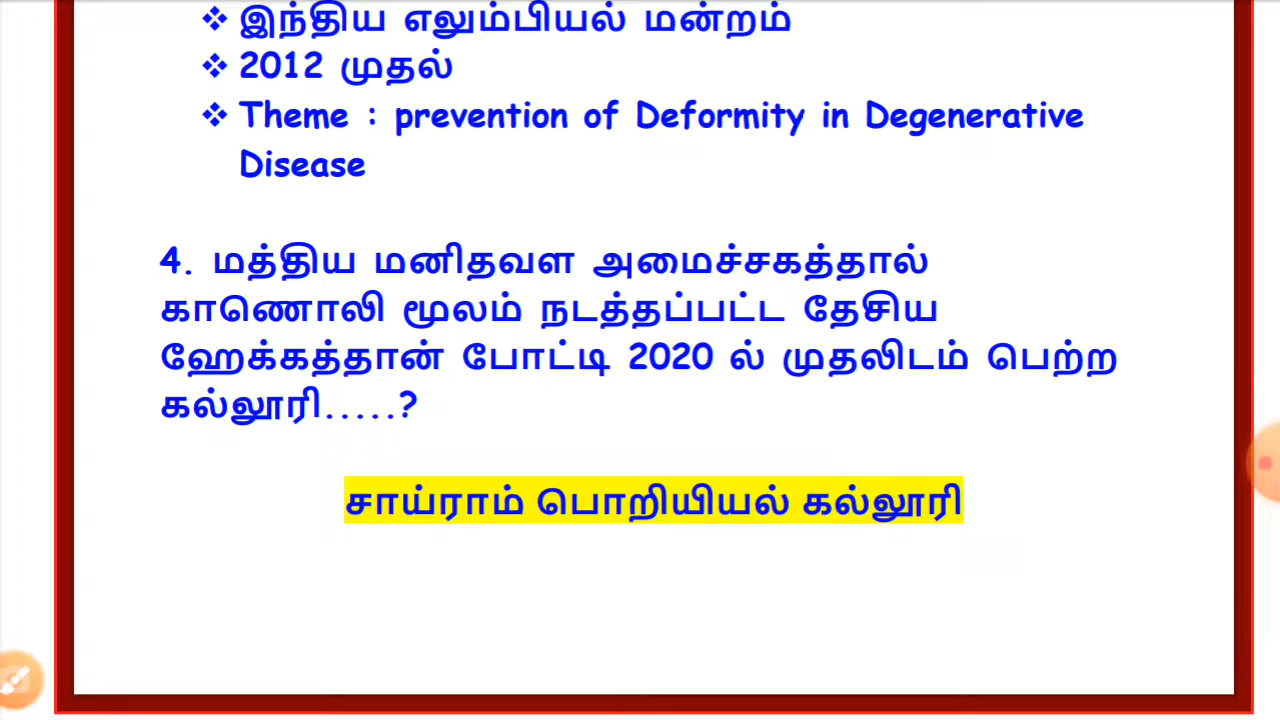 ❖ இந்திய எலும்பியல் மன்றம்
❖ 2012 முதல்
❖ Theme : prevention of Deformity in Degenerative
Disease
4. மத்திய மனிதவள அமைச்சகத்தால்
காணொலி மூலம் நடத்தப்பட்ட தேசிய
ஹேக்கத்தான் போட்டி 2020 ல் முதலிடம் பெற்ற
கல்லூரி.....?
சாய்ராம் பொறியியல் கல்லூரி